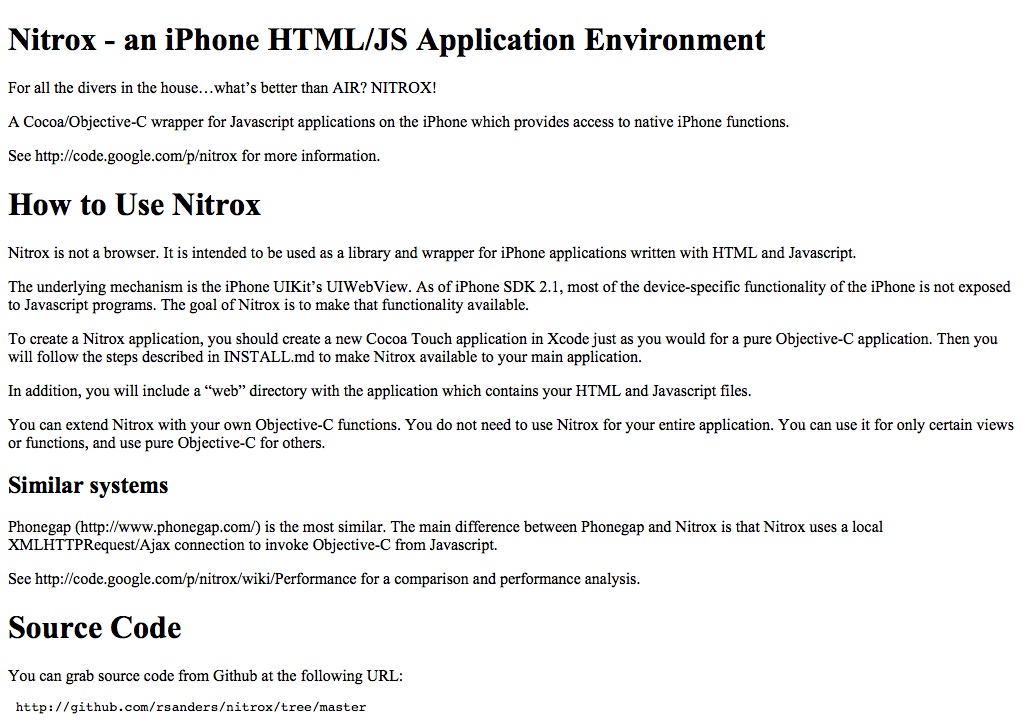 Nitrox - an iPhone HTML/JS Application Environment
For all the divers in the house…what’s better than AIR? NITROX!
A Cocoa/Objective-C wrapper for Javascript applications on the iPhone which provides access to native iPhone functions.
See http://code.google.com/p/nitrox for more information.
How to Use Nitrox
Nitrox is not a browser. It is intended to be used as a library and wrapper for iPhone applications written with HTML and Javascript.
The underlying mechanism is the iPhone UIKit’s UIWebView. As of iPhone SDK 2.1, most of the device-specific functionality of the iPhone is not exposed
to Javascript programs. The goal of Nitrox is to make that functionality available.
To create a Nitrox application, you should create a new Cocoa Touch application in Xcode just as you would for a pure Objective-C application. Then you
will follow the steps described in INSTALL.md to make Nitrox available to your main application.
In addition, you will include a “web” directory with the application which contains your HTML and Javascript files.
You can extend Nitrox with your own Objective-C functions. You do not need to use Nitrox for your entire application. You can use it for only certain views
or functions, and use pure Objective-C for others.
Similar systems
Phonegap (http://www.phonegap.com/) is the most similar. The main difference between Phonegap and Nitrox is that Nitrox uses a local
XMLHTTPRequest/Ajax connection to invoke Objective-C from Javascript.
See http://code.google.com/p/nitrox/wiki/Performance for a comparison and performance analysis.
Source Code
You can grab source code from Github at the following URL:
http://github.com/rsanders/nitrox/tree/master